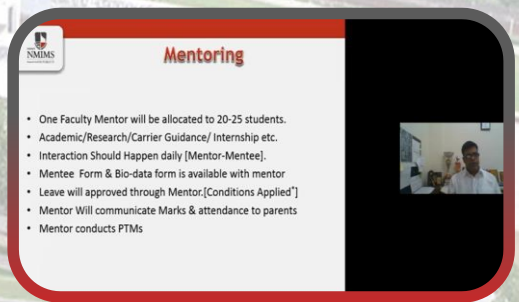 NMIMS
Mentoring
• One Faculty Mentor will be allocated to 20-25 students.
• Academic/Research/Carrier Guidance/ Internship etc.
• Interaction Should Happen daily [Mentor-Mentee].
• Mentee Form & Bio-data form is available with mentor
• Leave will approved through Mentor.[Conditions Applied*]
• Mentor Will communicate Marks & attendance to parents
• Mentor conducts PTMs